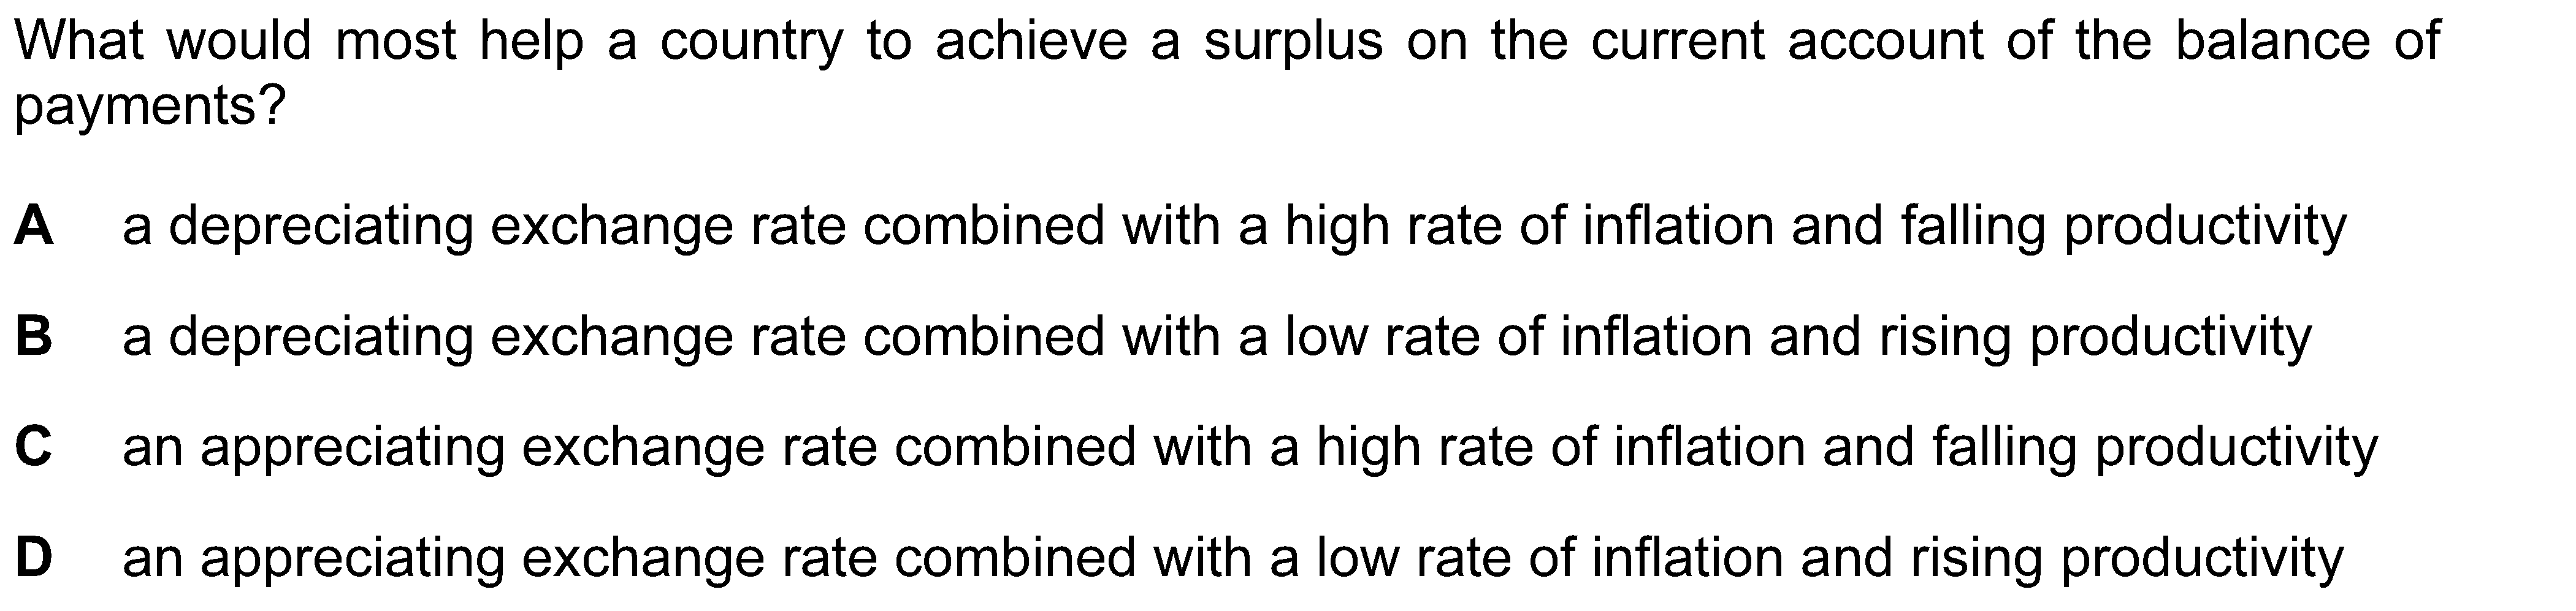 What would most help a country to achieve a surplus on the current account of the balance of
payments?
A a depreciating exchange rate combined with a high rate of inflation and falling productivity
B a depreciating exchange rate combined with a low rate of inflation and rising productivity
C an appreciating exchange rate combined with a high rate of inflation and falling productivity
D an appreciating exchange rate combined with a low rate of inflation and rising productivity